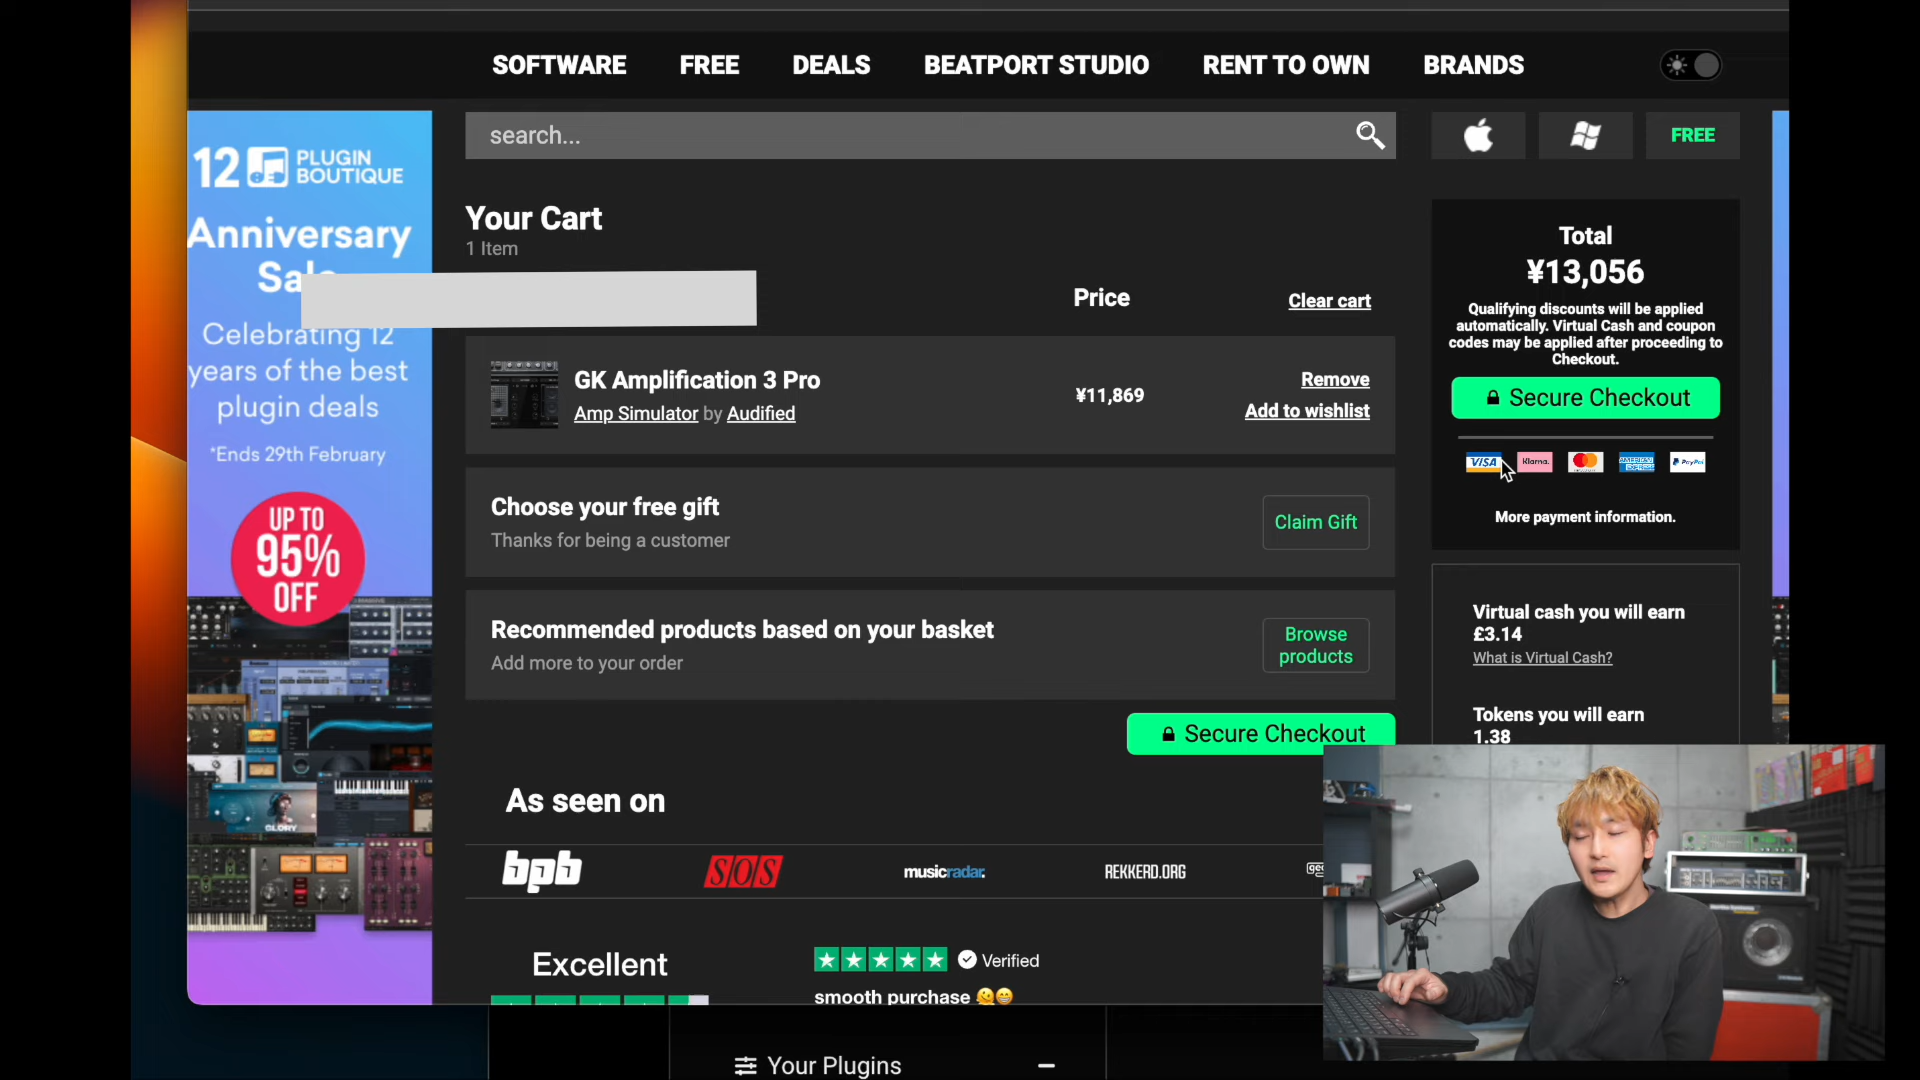 SOFTWARE FREE DEALS BEATPORT STUDIO RENT TO OWN BRANDS
12 PLUGIN BOUTIQUE
Anniversary
Sale
Celebrating 12
years of the best
plugin deals
*Ends 29th February
UP TO
95%
OFF
GLORY
search...
FREE
Your Cart
1 Item
Price
Clear cart
GK Amplification 3 Pro
Amp Simulator by Audified
¥11,869
Remove
Add to wishlist
Choose your free gift
Thanks for being a customer
Claim Gift
Recommended products based on your basket
Add more to your order
Browse
products
Secure Checkout
Total
¥13,056
Qualifying discounts will be applied
automatically. Virtual Cash and coupon
codes may be applied after proceeding to
Checkout.
Secure Checkout
VISA Klarna. AMERICAN EXPRESS PayPal
More payment information.
Virtual cash you will earn
£3.14
What is Virtual Cash?
Tokens you will earn
1.38
As seen on
bpb SOS musicradar. REKKERD.ORG
Excellent
Verified
smooth purchase 🫠😁
Your Plugins